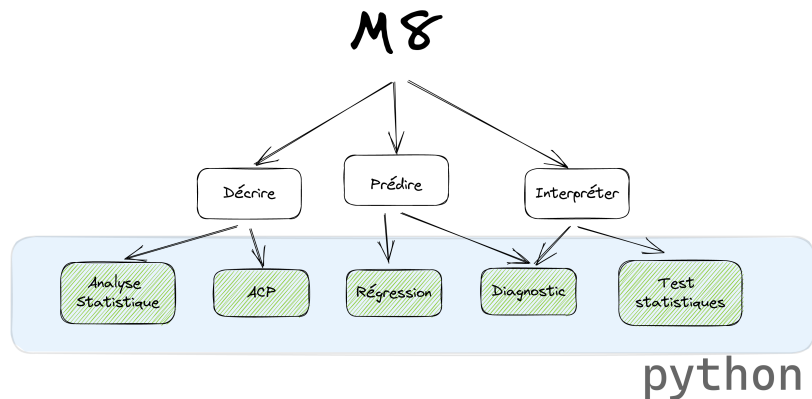 M8
Décrire
Prédire
Interpréter
Analyse
Statistique
ACP
Régression
Diagnostic
Test
statistiques
python